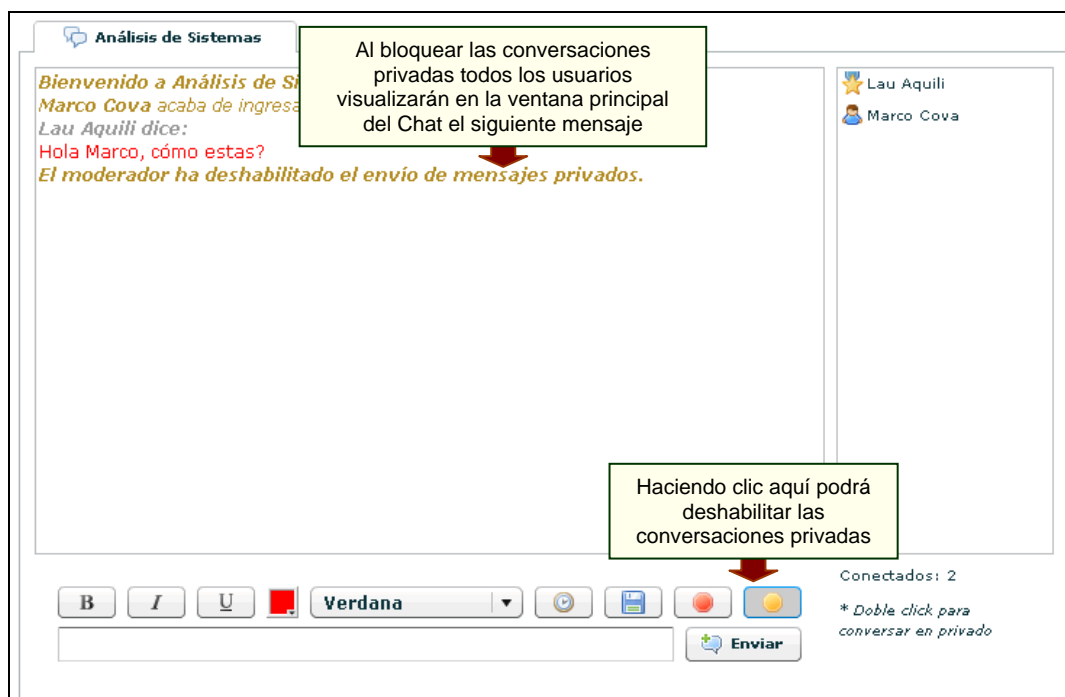 Análisis de Sistemas
Al bloquear las conversaciones
privadas todos los usuarios
visualizarán en la ventana principal
del Chat el siguiente mensaje
Bienvenido a Análisis de Si
Marco Cova acaba de ingresa
Lau Aquili dice:
Hola Marco, cómo estas?
El moderador ha deshabilitado el envío de mensajes privados.
Lau Aquili
Marco Cova
Haciendo clic aquí podrá
deshabilitar las
conversaciones privadas
Conectados: 2
* Doble click para
conversar en privado
B I U Verdana
Enviar